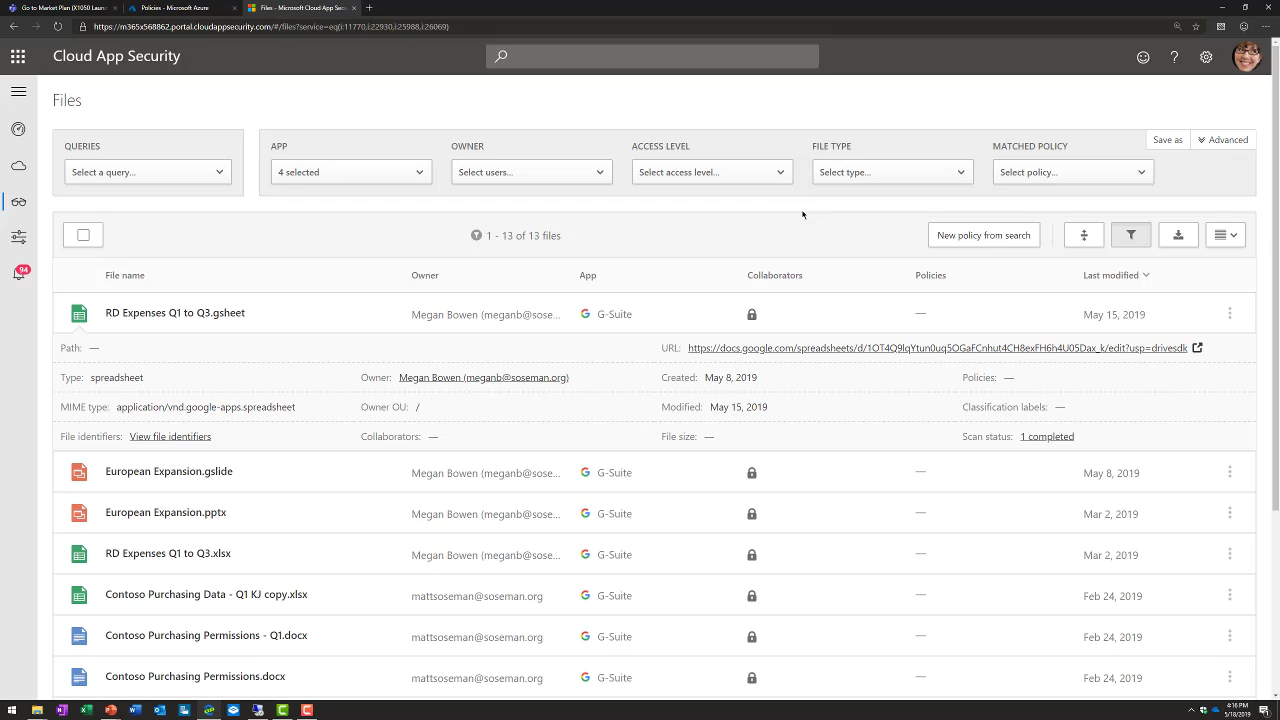 Go to Market Plan (X1050 Laun
Policies - Microsoft Azure
Files - Microsoft Cloud App Secu
https://m365x568862.portal.cloudappsecurity.com/#/files?service=eq(i:11770,i:22930,i:25988,i:26069)
Cloud App Security
Files
QUERIES
APP
OWNER
ACCESS LEVEL
FILE TYPE
MATCHED POLICY
Save as
Advanced
Select a query...
4 selected
Select users...
Select access level...
Select type...
Select policy...
94
1 - 13 of 13 files
New policy from search
File name
Owner
App
Collaborators
Policies
Last modified
RD Expenses Q1 to Q3.gsheet
Megan Bowen (meganb@sose...
G-Suite
—
May 15, 2019
Path: —
URL: https://docs.google.com/spreadsheets/d/1OT4Q9lqYtun0uq5OGaFCnhut4CH8exFH6h4U05Dax_k/edit?usp=drivesdk
Type: spreadsheet
Owner: Megan Bowen (meganb@soseman.org)
Created: May 8, 2019
Policies: —
MIME type: application/vnd.google-apps.spreadsheet
Owner OU: /
Modified: May 15, 2019
Classification labels: —
File identifiers: View file identifiers
Collaborators: —
File size: —
Scan status: 1 completed
European Expansion.gslide
Megan Bowen (meganb@sose...
G-Suite
—
May 8, 2019
European Expansion.pptx
Megan Bowen (meganb@sose...
G-Suite
—
Mar 2, 2019
RD Expenses Q1 to Q3.xlsx
Megan Bowen (meganb@sose...
G-Suite
—
Mar 2, 2019
Contoso Purchasing Data - Q1 KJ copy.xlsx
mattsoseman@soseman.org
G-Suite
—
Feb 24, 2019
Contoso Purchasing Permissions - Q1.docx
mattsoseman@soseman.org
G-Suite
—
Feb 24, 2019
Contoso Purchasing Permissions.docx
mattsoseman@soseman.org
G-Suite
—
Feb 24, 2019
4:16 PM
5/18/2019